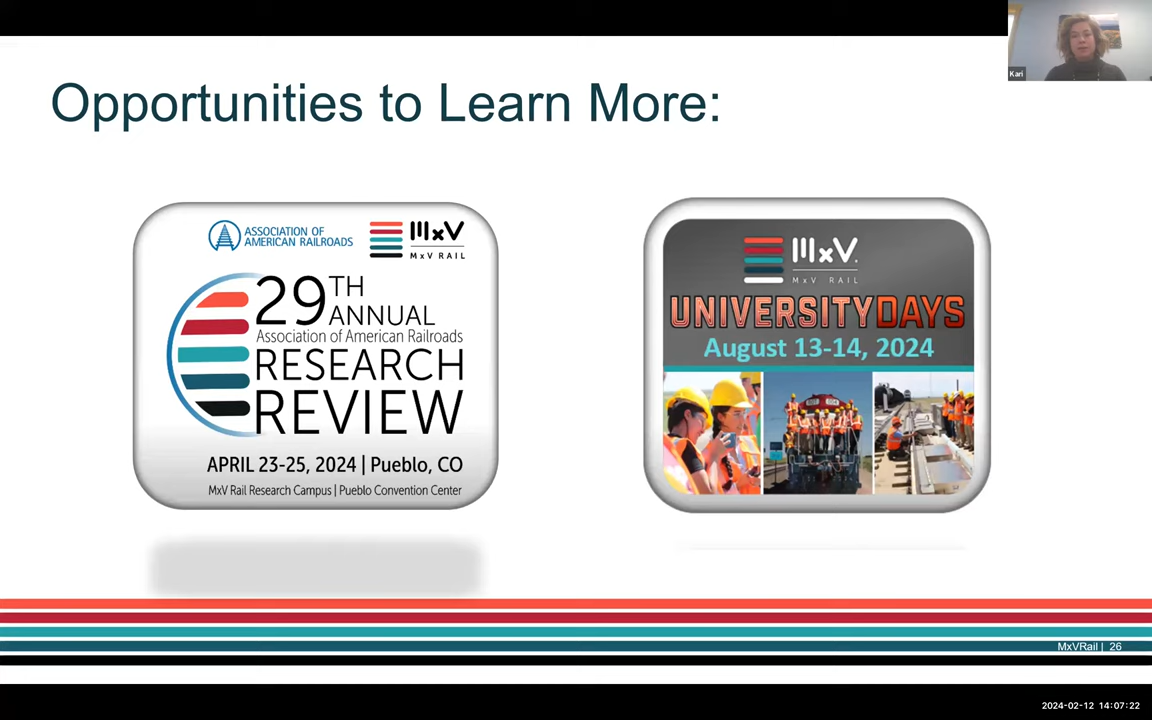 Kari
Opportunities to Learn More:
ASSOCIATION OF
AMERICAN RAILROADS
MxV
MxV RAIL
29TH
ANNUAL
Association of American Railroads
RESEARCH
REVIEW
APRIL 23-25, 2024 | Pueblo, CO
MxV Rail Research Campus | Pueblo Convention Center
MxV.
MxV RAIL
UNIVERSITY DAYS
August 13-14, 2024
MxVRail | 26
2024-02-12 14:07:22